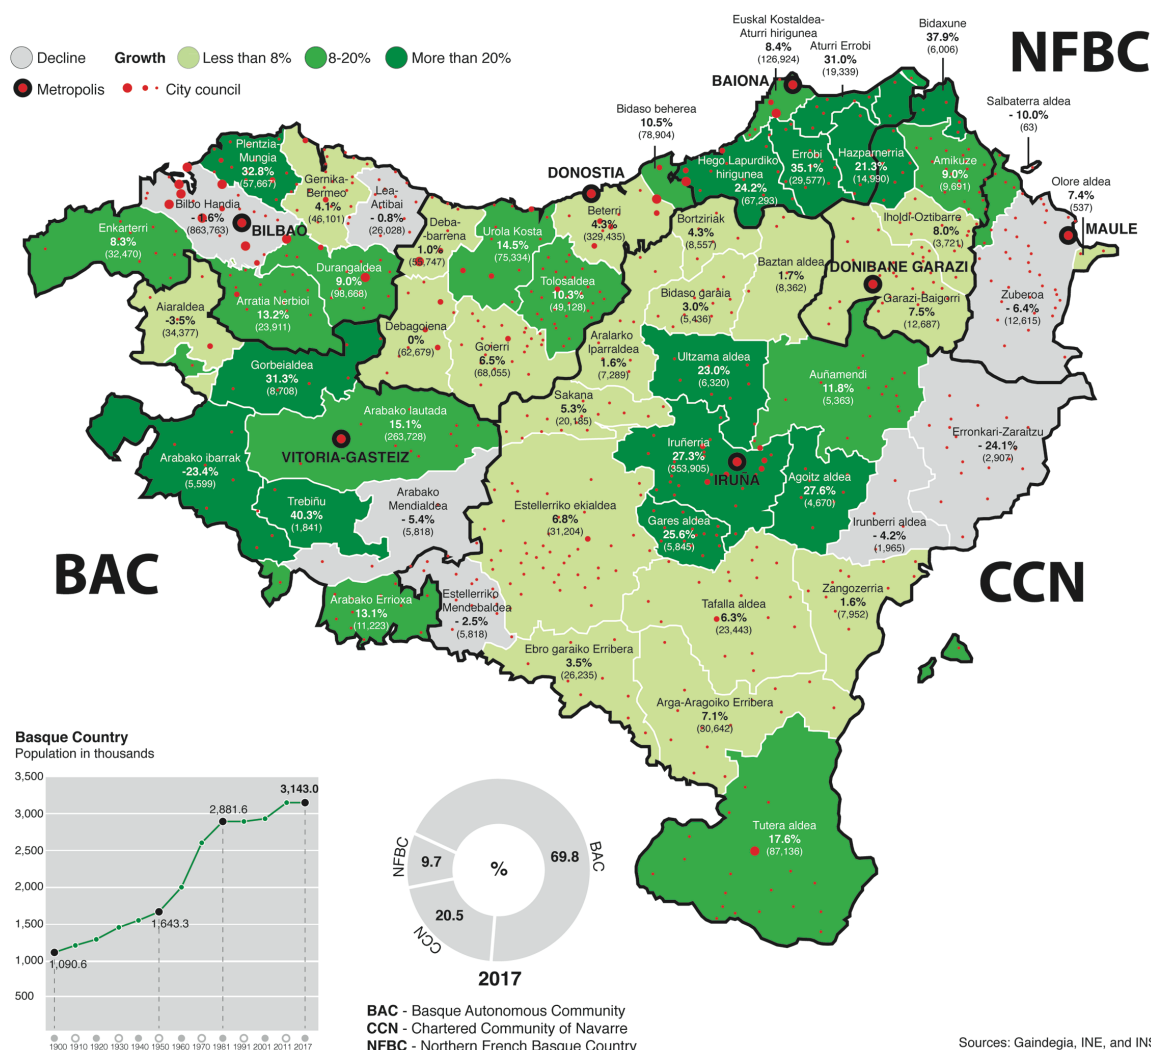 Decline
Growth
Less than 8%
8-20%
More than 20%
Metropolis
City council
NFBC
BAC
CCN
Euskal Kostaldea-
Aturri hirigunea
8.4%
(126,924)
Aturri Errobi
31.0%
(19,339)
Bidaxune
37.9%
(6,006)
BAIONA
Salbaterra aldea
- 10.0%
(63)
Bidaso beherea
10.5%
(78,904)
Plentzia-
Mungia
32.8%
(57,667)
DONOSTIA
Hego Lapurdiko
hirigunea
24.2%
(67,293)
Errobi
35.1%
(29,577)
Hazparnerria
21.3%
(14,990)
Amikuze
9.0%
(9,691)
Olore aldea
7.4%
(537)
MAULE
Gernika-
Bermeo
4.1%
(46,101)
Lea-
Artibai
- 0.8%
(26,028)
Bilbo Handia
- 1.6%
(863,763)
BILBAO
Enkarterri
8.3%
(32,470)
Deba-
-barrena
1.0%
Urola Kosta
14.5%
(75,334)
Beterri
4.3%
(329,435)
Bortziriak
4.3%
(8,557)
Iholdi-Oztibarre
8.0%
(3,721)
Baztan aldea
1.7%
(8,362)
DONIBANE GARAZI
Garazi-Baigorri
7.5%
(12,687)
Zuberoa
- 6.4%
(12,615)
Durangaldea
9.0%
(98,668)
Tolosaldea
10.3%
(49,128)
Bidaso garaia
3.0%
(5,436)
Aiaraldea
-3.5%
(34,377)
Arratia Nerbioi
13.2%
(23,911)
Debagoiena
0%
(62,679)
Goierri
6.5%
(68,055)
Aralarko
Iparraldea
1.6%
(7,289)
Ultzama aldea
23.0%
(6,320)
Auñamendi
11.8%
(5,363)
Gorbeialdea
31.3%
(8,708)
Sakana
5.3%
(20,185)
Arabako lautada
15.1%
(263,728)
VITORIA-GASTEIZ
Iruñerria
27.3%
(353,905)
IRUÑA
Erronkari-Zaraitzu
- 24.1%
(2,907)
Arabako ibarrak
-23.4%
(5,599)
Agoitz aldea
27.6%
(4,670)
Trebiñu
40.3%
(1,841)
Arabako
Mendialdea
- 5.4%
(5,818)
Estellerriko ekialdea
6.8%
(31,204)
Gares aldea
25.6%
(5,845)
Irunberri aldea
- 4.2%
(1,965)
Arabako Errioxa
13.1%
(11,223)
Estellerriko
Mendebaldea
- 2.5%
(5,818)
Tafalla aldea
6.3%
(23,443)
Zangozerria
1.6%
(7,952)
Ebro garaiko Erribera
3.5%
(26,235)
Arga-Aragoiko Erribera
7.1%
(80,642)
Tutera aldea
17.6%
(87,136)
Basque Country
Population in thousands
3,500
3,000
2,500
2,000
1,500
1,000
500
1,090.6
1,643.3
2,881.6
3,143.0
1900 1910 1920 1930 1940 1950 1960 1970 1981 1991 2001 2011 2017
NFBC
9.7
%
69.8
BAC
20.5
CCN
2017
BAC - Basque Autonomous Community
CCN - Chartered Community of Navarre
NFBC - Northern French Basque Country
Sources: Gaindegia, INE, and INS